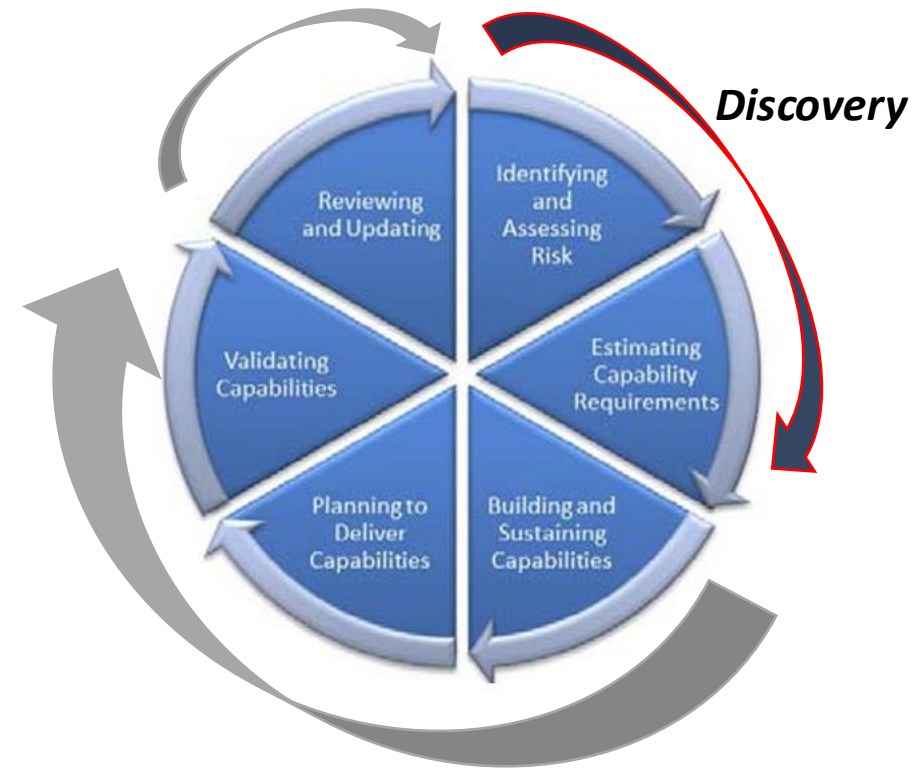 Discovery
Identifying
and
Assessing
Risk
Estimating
Capability
Requirements
Building and
Sustaining
Capabilities
Planning to
Deliver
Capabilities
Validating
Capabilities
Reviewing
and Updating